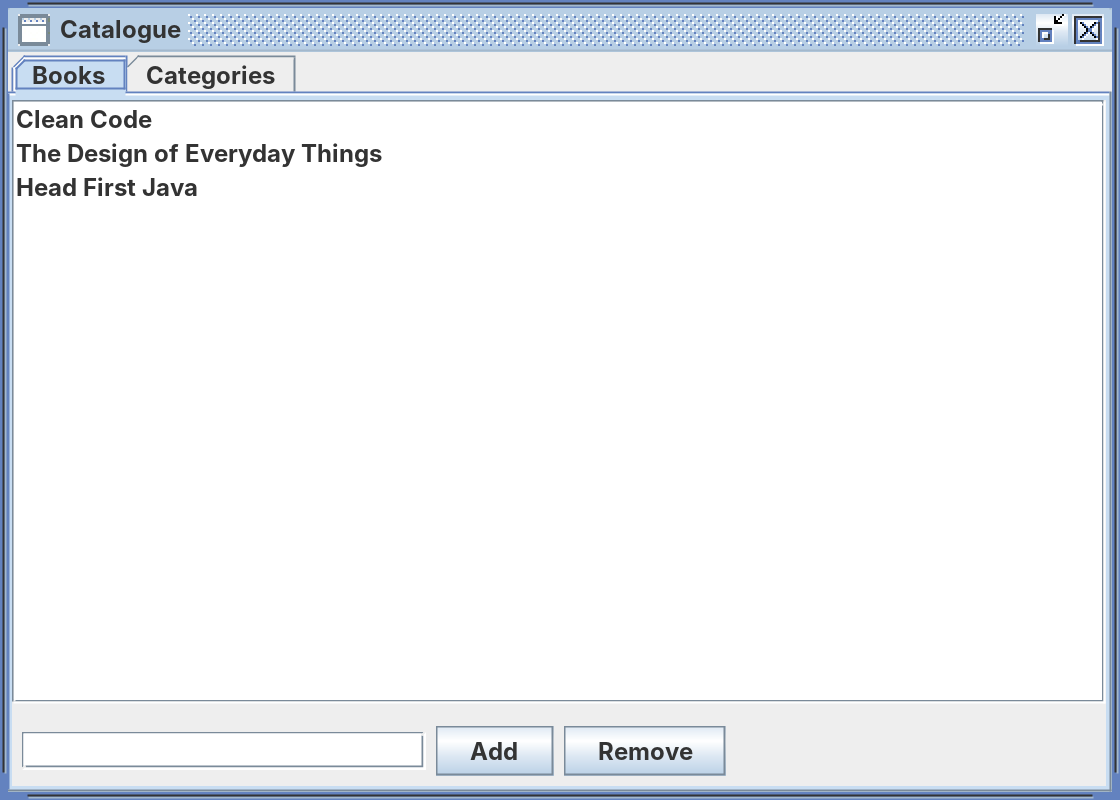 Catalogue
Books Categories
Clean Code
The Design of Everyday Things
Head First Java
Add Remove